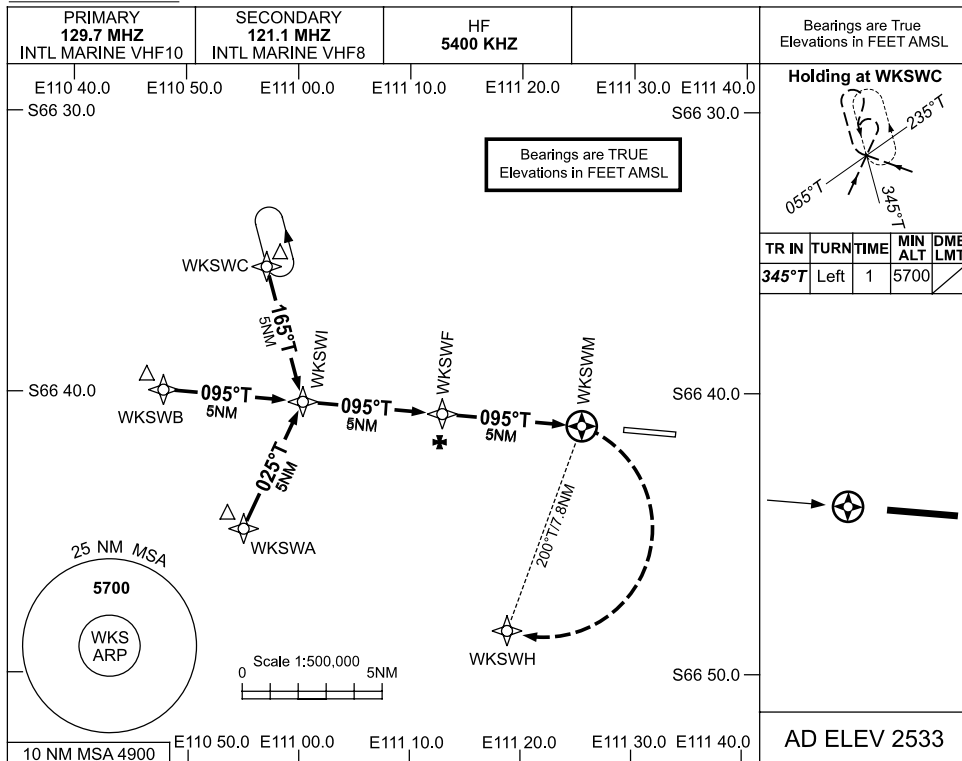 PRIMARY
129.7 MHZ
INTL MARINE VHF10
SECONDARY
121.1 MHZ
INTL MARINE VHF8
HF
5400 KHZ
Bearings are True
Elevations in FEET AMSL
E110 40.0
E110 50.0
E111 00.0
E111 10.0
E111 20.0
E111 30.0
E111 40.0
S66 30.0
S66 30.0
Bearings are TRUE
Elevations in FEET AMSL
Holding at WKSWC
235°T
055°T
345°T
TR IN TURN TIME MIN ALT DME LMT
345°T Left 1 5700
WKSWC
165°T
5NM
WKSWI
WKSWF
WKSWM
S66 40.0
S66 40.0
WKSWB
095°T
5NM
095°T
5NM
095°T
5NM
025°T
5NM
WKSWA
200°T/7.8NM
WKSWH
25 NM MSA
5700
WKS
ARP
Scale 1:500,000
0 5NM
S66 50.0
10 NM MSA 4900
E110 50.0
E111 00.0
E111 10.0
E111 20.0
E111 30.0
E111 40.0
AD ELEV 2533